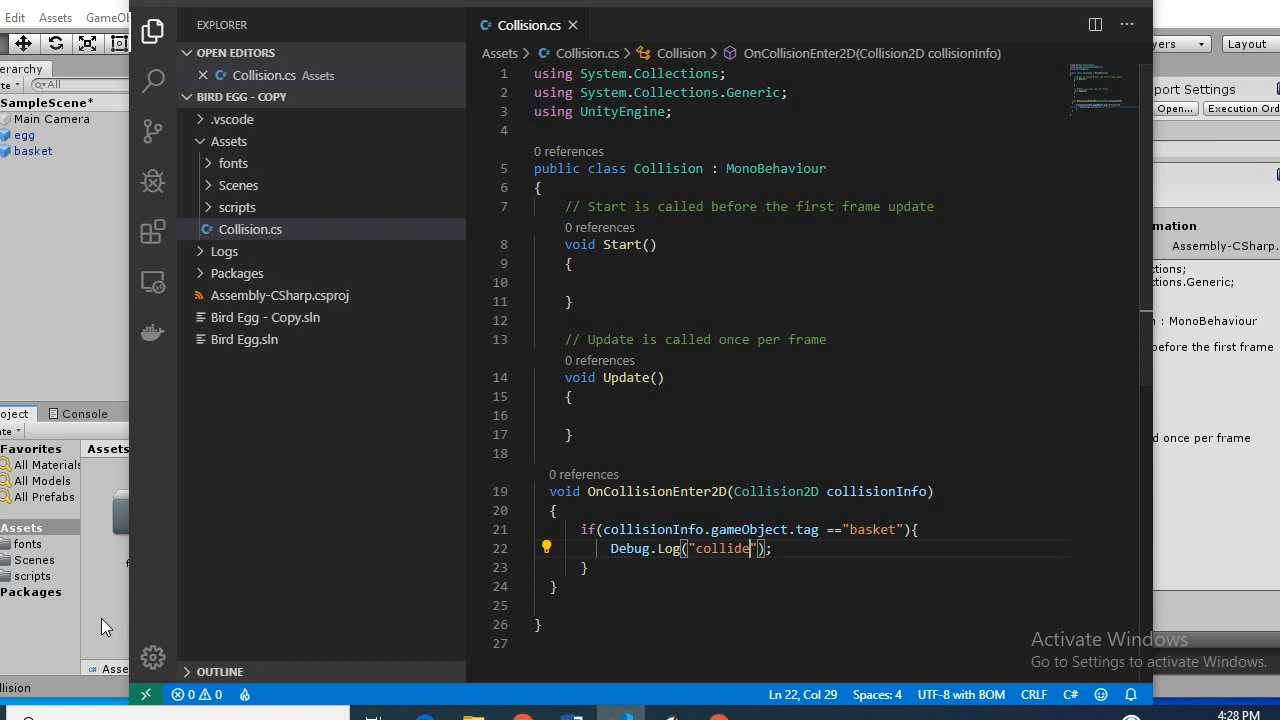 Edit Assets GameOb
erarchy
te All
SampleScene*
Main Camera
egg
basket
oject Console
ate
Favorites Assets
All Materials
All Models
All Prefabs
Assets
fonts
Scenes
scripts
Packages
Asse
llision
EXPLORER
OPEN EDITORS
Collision.cs Assets
BIRD EGG - COPY
.vscode
Assets
fonts
Scenes
scripts
Collision.cs
Logs
Packages
Assembly-CSharp.csproj
Bird Egg - Copy.sln
Bird Egg.sln
OUTLINE
Collision.cs
Assets > Collision.cs > Collision > OnCollisionEnter2D(Collision2D collisionInfo)
1 using System.Collections;
2 using System.Collections.Generic;
3 using UnityEngine;
4
0 references
5 public class Collision : MonoBehaviour
6 {
7 // Start is called before the first frame update
0 references
8 void Start()
9 {
10
11 }
12
13 // Update is called once per frame
0 references
14 void Update()
15 {
16
17 }
18
0 references
19 void OnCollisionEnter2D(Collision2D collisionInfo)
20 {
21 if(collisionInfo.gameObject.tag =="basket"){
22 Debug.Log("collide");
23 }
24 }
25
26 }
27
yers Layout
port Settings
Open... Execution Ord
mation
Assembly-CSharp.
ctions;
ctions.Generic;
n : MonoBehaviour
before the first frame
d once per frame
Activate Windows
Go to Settings to activate Windows.
0 0 Ln 22, Col 29 Spaces: 4 UTF-8 with BOM CRLF C#
4:28 PM